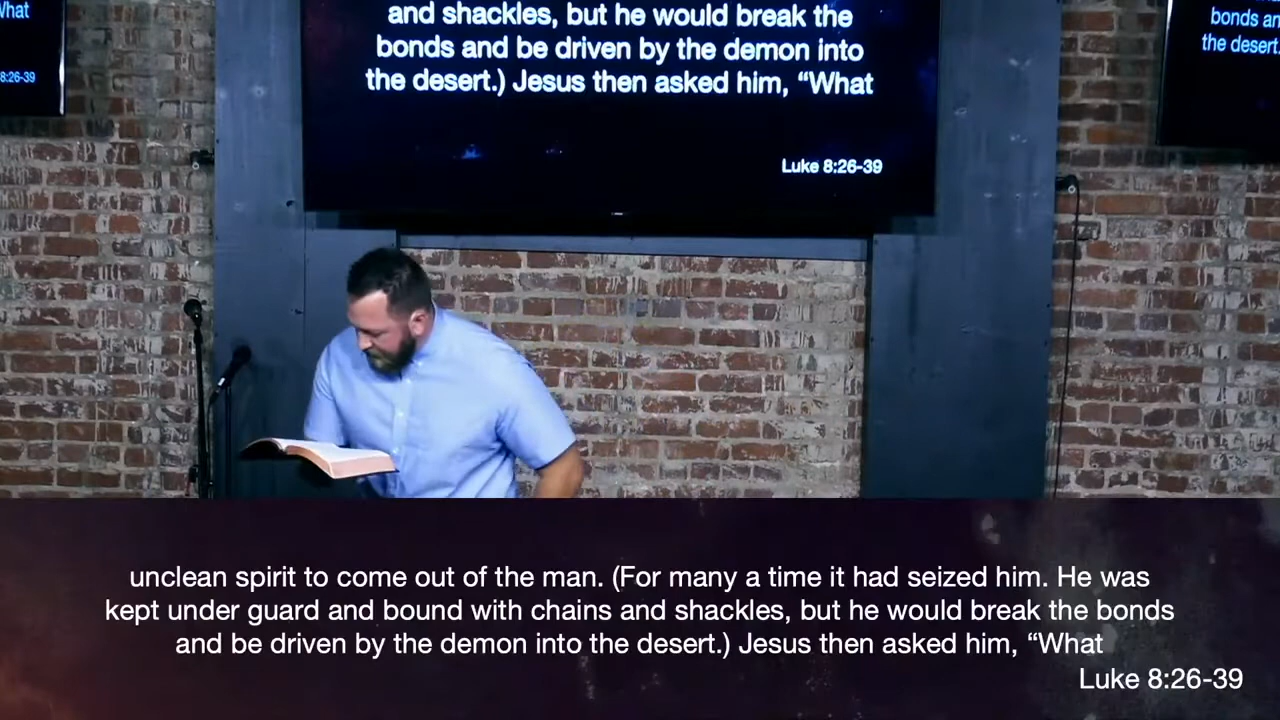 What
8:26-39
and shackles, but he would break the
bonds and be driven by the demon into
the desert.) Jesus then asked him, “What
Luke 8:26-39
bonds an
the desert.
unclean spirit to come out of the man. (For many a time it had seized him. He was
kept under guard and bound with chains and shackles, but he would break the bonds
and be driven by the demon into the desert.) Jesus then asked him, “What
Luke 8:26-39